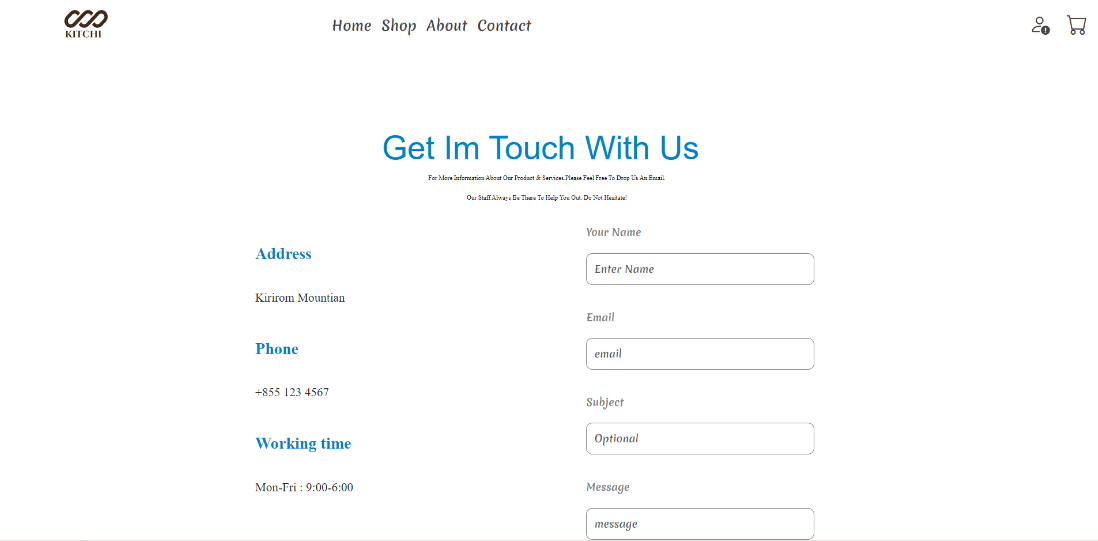 KITCHI
Home Shop About Contact
Get Im Touch With Us
For More Information About Our Product & Services.Please Feel Free To Drop Us An Email.
Our Staff Always Be There To Help You Out. Do Not Hesitate!
Address
Kirirom Mountian
Phone
+855 123 4567
Working time
Mon-Fri : 9:00-6:00
Your Name
Enter Name
Email
email
Subject
Optional
Message
message